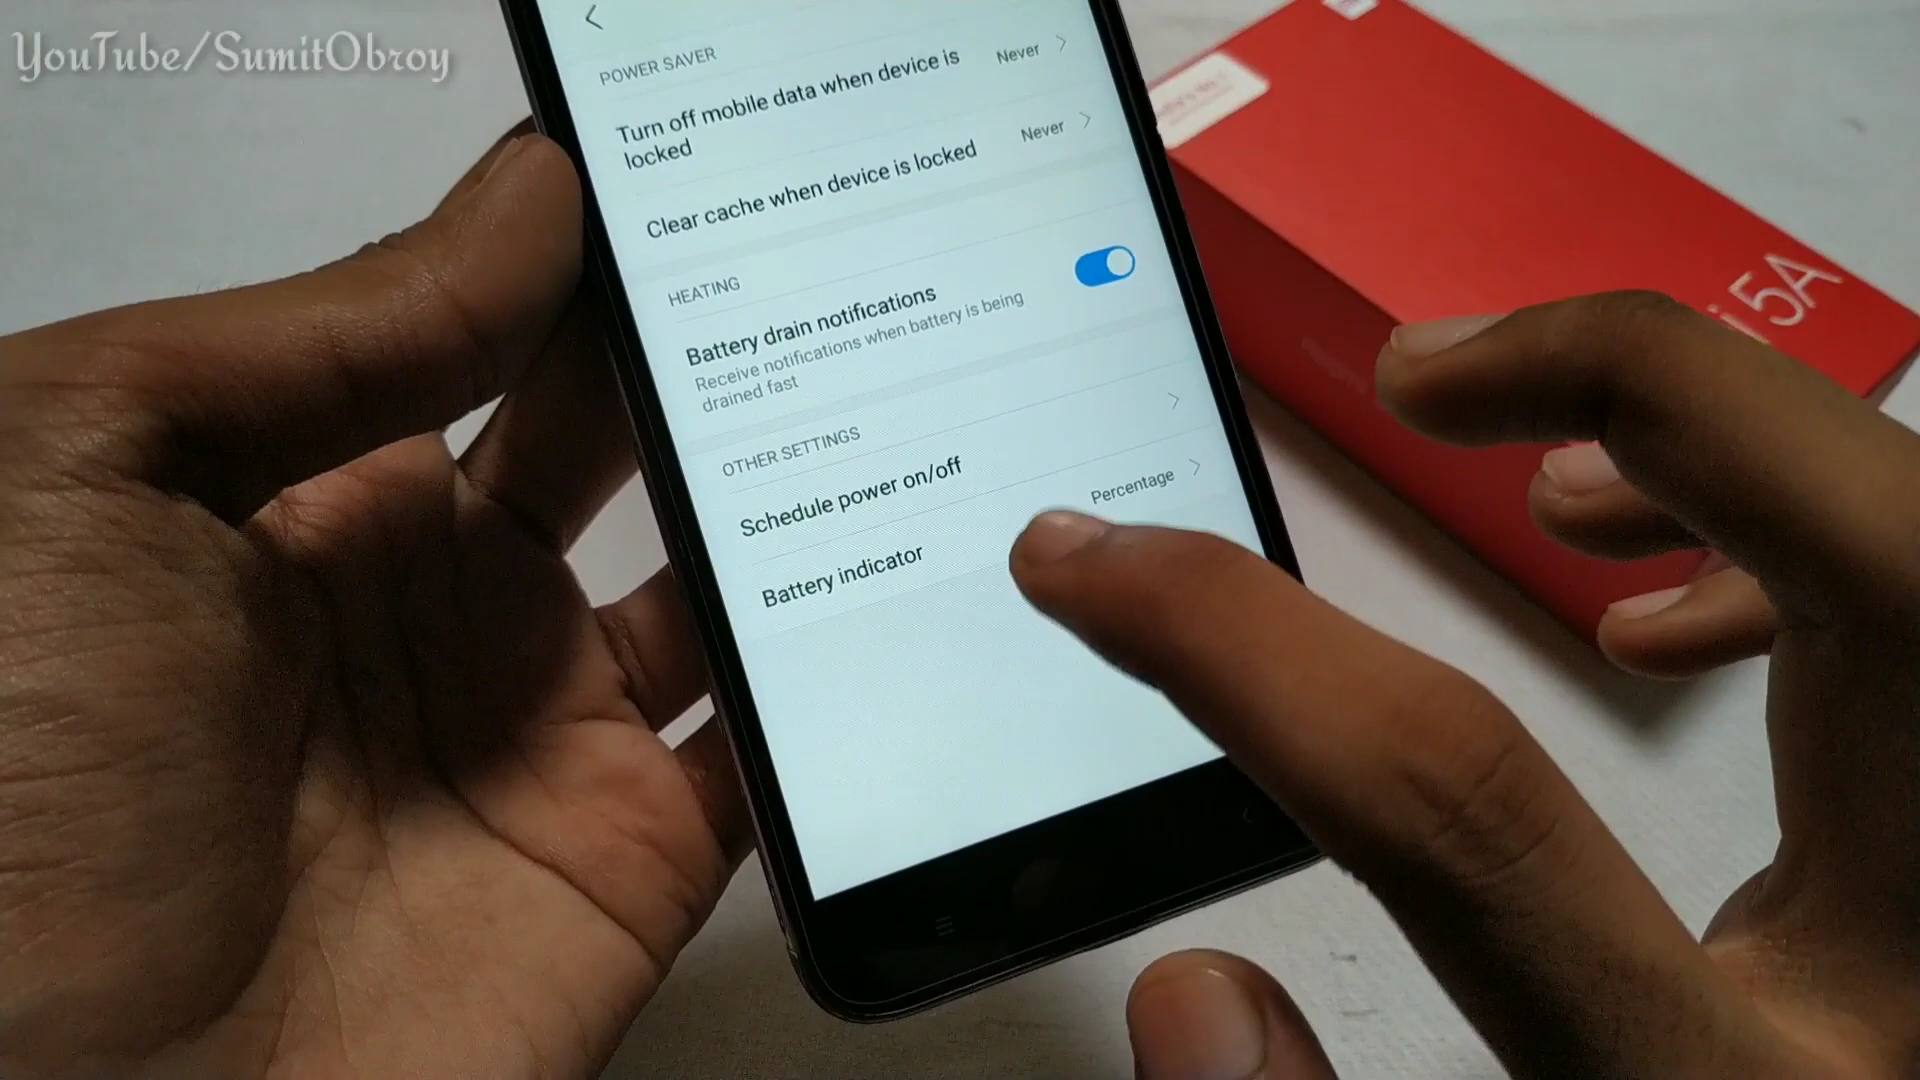 YouTube/SumitObroy
POWER SAVER
Turn off mobile data when device is
locked
Never
Clear cache when device is locked
Never
HEATING
Battery drain notifications
Receive notifications when battery is being
drained fast
OTHER SETTINGS
Schedule power on/off
Battery indicator
Percentage
i 5A